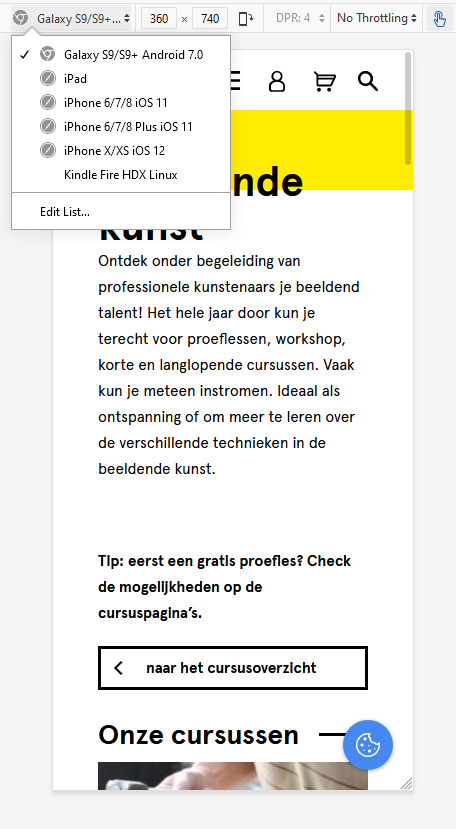 Galaxy S9/S9+...
360 × 740
DPR: 4
No Throttling
✓ Galaxy S9/S9+ Android 7.0
iPad
iPhone 6/7/8 iOS 11
iPhone 6/7/8 Plus iOS 11
iPhone X/XS iOS 12
Kindle Fire HDX Linux
Edit List...
nde
kunst
Ontdek onder begeleiding van
professionele kunstenaars je beeldend
talent! Het hele jaar door kun je
terecht voor proeflessen, workshop,
korte en langlopende cursussen. Vaak
kun je meteen instromen. Ideaal als
ontspanning of om meer te leren over
de verschillende technieken in de
beeldende kunst.
Tip: eerst een gratis proefles? Check
de mogelijkheden op de
cursuspagina's.
naar het cursusoverzicht
Onze cursussen